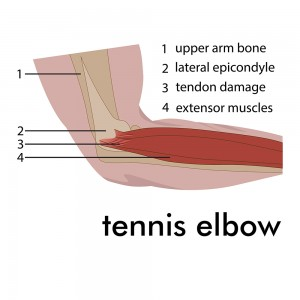 1 upper arm bone
2 lateral epicondyle
3 tendon damage
4 extensor muscles
1
2
3
4
tennis elbow